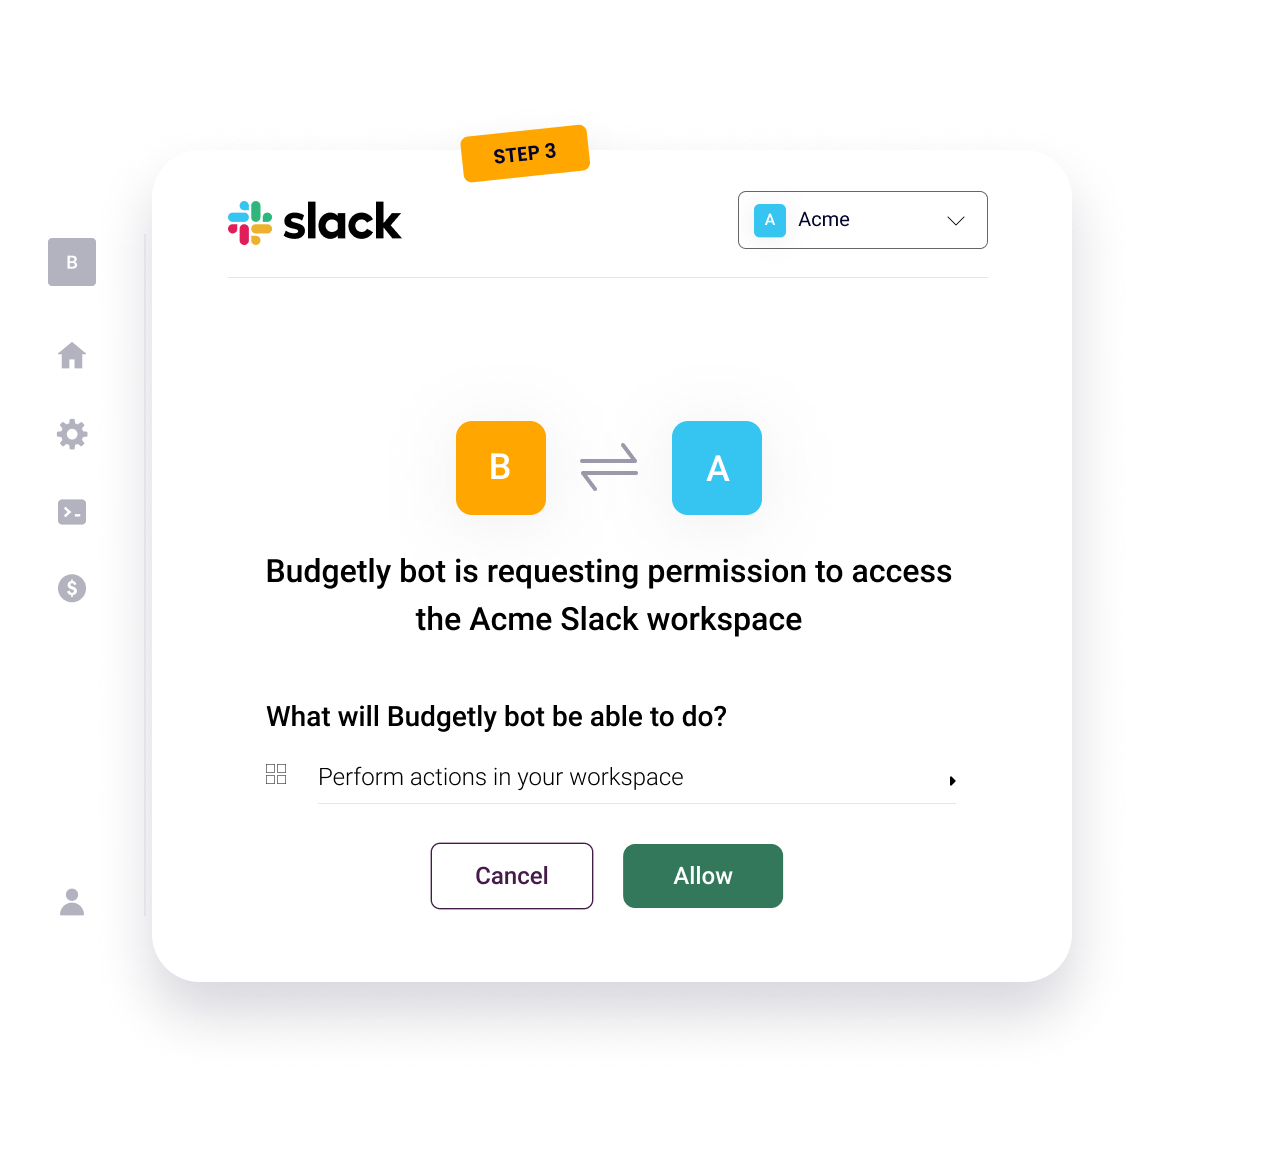 STEP 3
slack
A
Acme
B
B
A
Budgetly bot is requesting permission to access
the Acme Slack workspace
What will Budgetly bot be able to do?
Perform actions in your workspace
Cancel
Allow